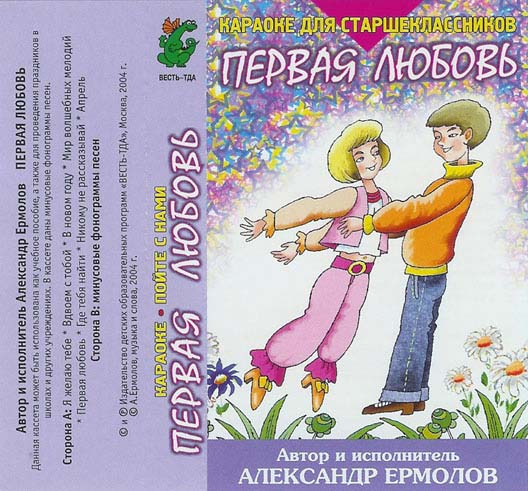 Автор и исполнитель Александр Ермолов ПЕРВАЯ ЛЮБОВЬ
Данная кассета может быть использована как учебное пособие, а также для проведения праздников в
школах и других учреждениях. В кассете даны минусовые фонограммы песен.
Сторона А: Я желаю тебе * Вдвоем с тобой * В новом году * Мир волшебных мелодий
* Первая любовь * Где тебя найти * Никому не рассказывай * Апрель
Сторона В: минусовые фонограммы песен
ВЕСТЬ-ТДА
КАРАОКЕ • ПОЙТЕ С НАМИ
ПЕРВАЯ ЛЮБОВЬ
© и ℗ Издательство детских образовательных программ «ВЕСТЬ-ТДА», Москва, 2004 г.
© А.Ермолов, музыка и слова, 2004 г.
КАРАОКЕ ДЛЯ СТАРШЕКЛАССНИКОВ
ПЕРВАЯ ЛЮБОВЬ
Автор и исполнитель
АЛЕКСАНДР ЕРМОЛОВ